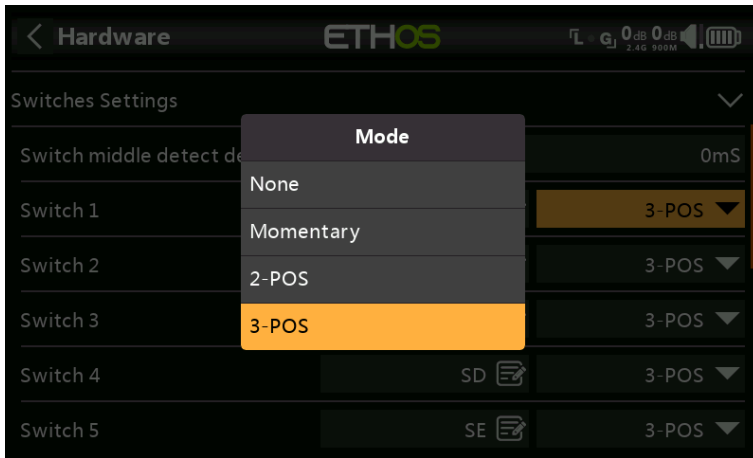 Hardware
ETHOS
L G 0dB 0dB
2.4G 900M
Switches Settings
Mode
Switch middle detect de
0mS
None
Switch 1
3-POS
Momentary
Switch 2
3-POS
2-POS
Switch 3
3-POS
3-POS
Switch 4
SD
3-POS
Switch 5
SE
3-POS